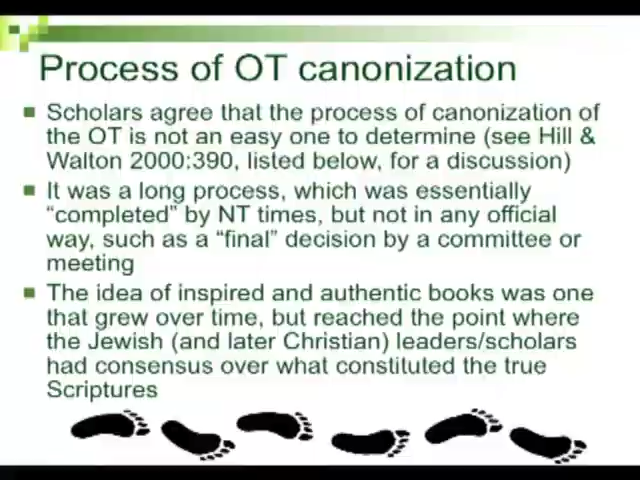 Process of OT canonization
Scholars agree that the process of canonization of
the OT is not an easy one to determine (see Hill &
Walton 2000:390, listed below, for a discussion)
It was a long process, which was essentially
“completed” by NT times, but not in any official
way, such as a “final” decision by a committee or
meeting
The idea of inspired and authentic books was one
that grew over time, but reached the point where
the Jewish (and later Christian) leaders/scholars
had consensus over what constituted the true
Scriptures